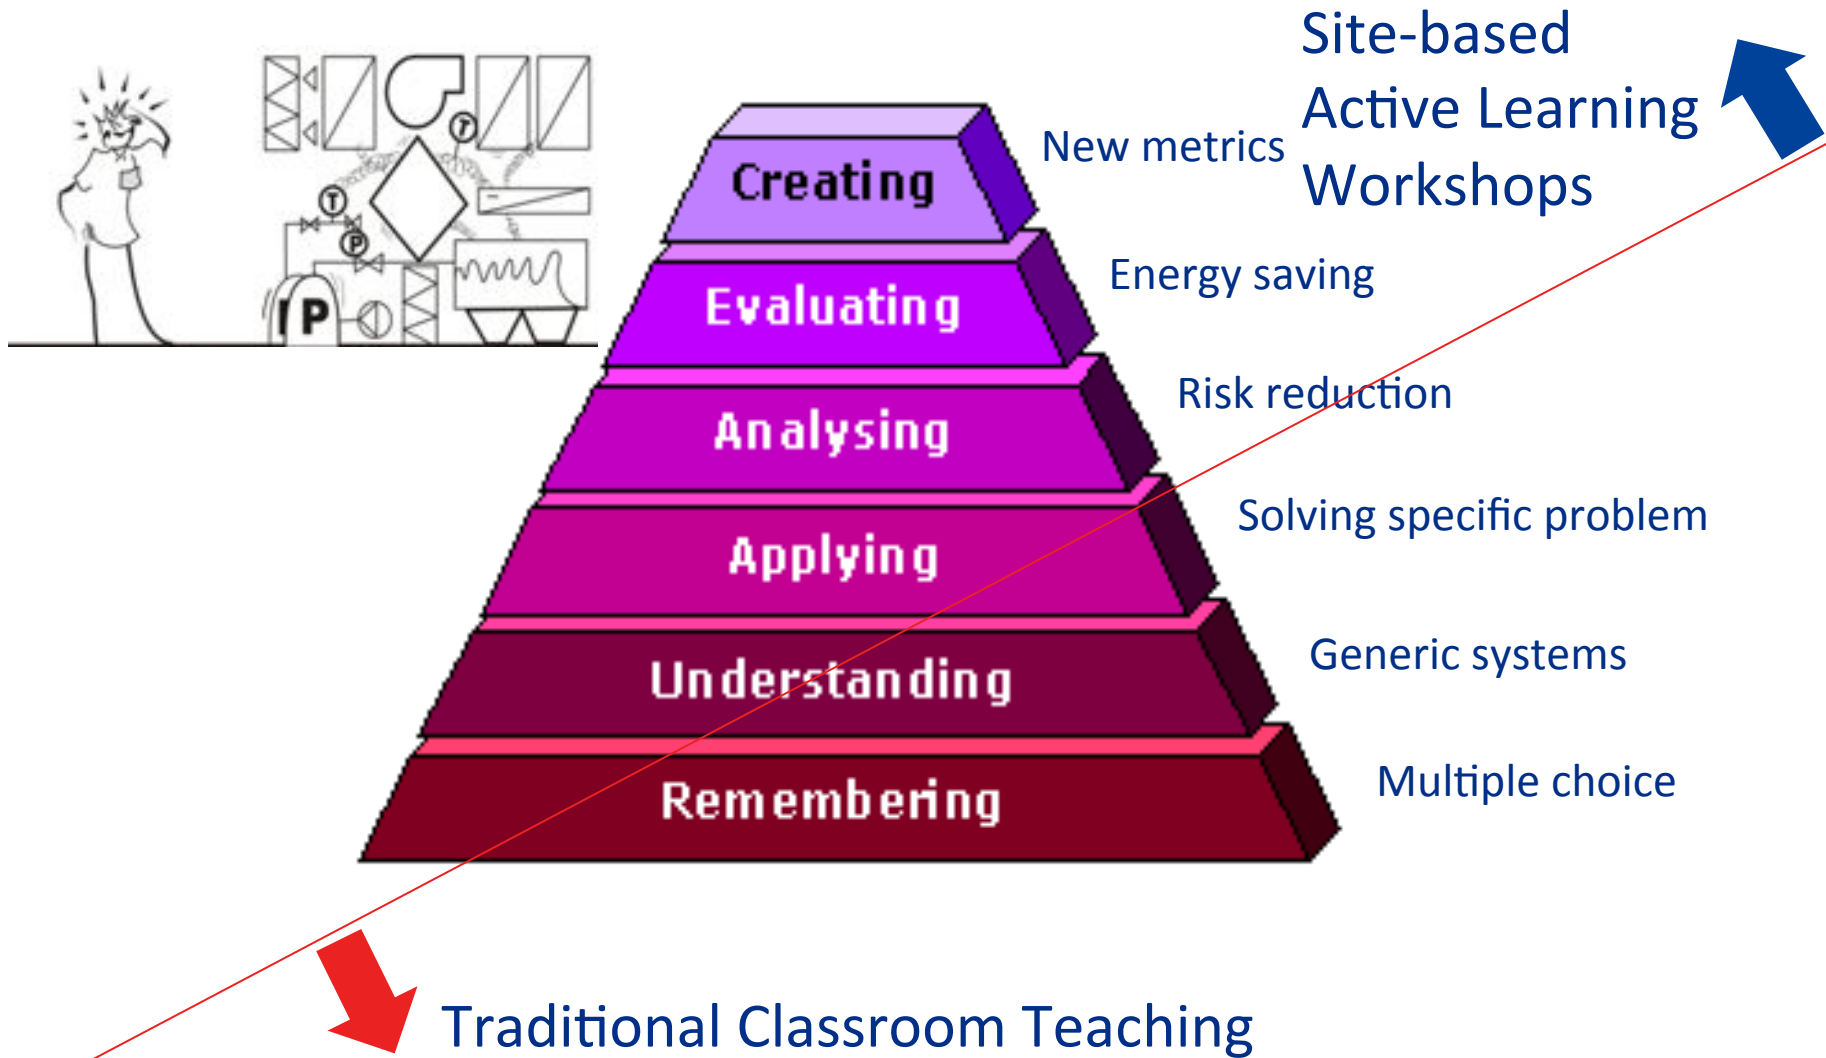 Site-based
Active Learning
Workshops
T
T
P
P
Creating
New metrics
Evaluating
Energy saving
Analysing
Risk reduction
Applying
Solving specific problem
Understanding
Generic systems
Remembering
Multiple choice
Traditional Classroom Teaching